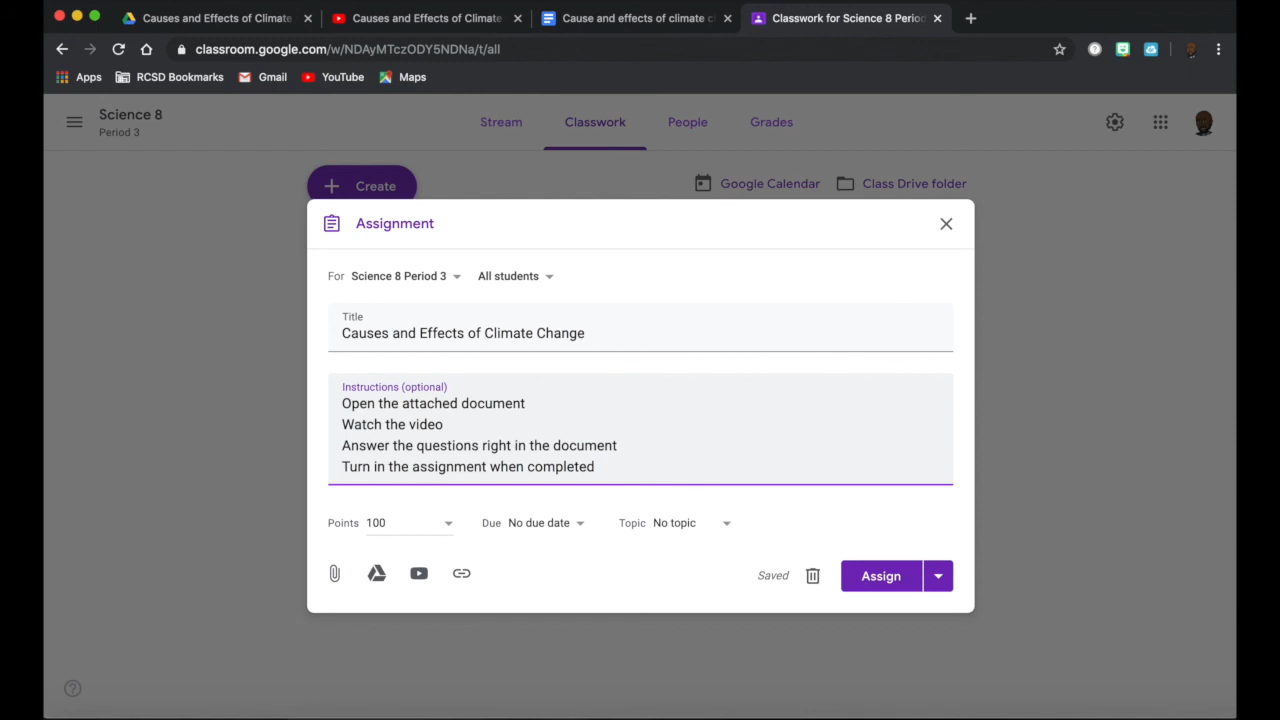 Causes and Effects of Climate
Causes and Effects of Climate
Cause and effects of climate c
Classwork for Science 8 Period
classroom.google.com/w/NDAyMTczODY5NDNa/t/all
Apps
RCSD Bookmarks
Gmail
YouTube
Maps
Science 8
Period 3
Stream
Classwork
People
Grades
Create
Google Calendar
Class Drive folder
Assignment
For Science 8 Period 3 All students
Title
Causes and Effects of Climate Change
Instructions (optional)
Open the attached document
Watch the video
Answer the questions right in the document
Turn in the assignment when completed
Points 100 Due No due date Topic No topic
Saved
Assign